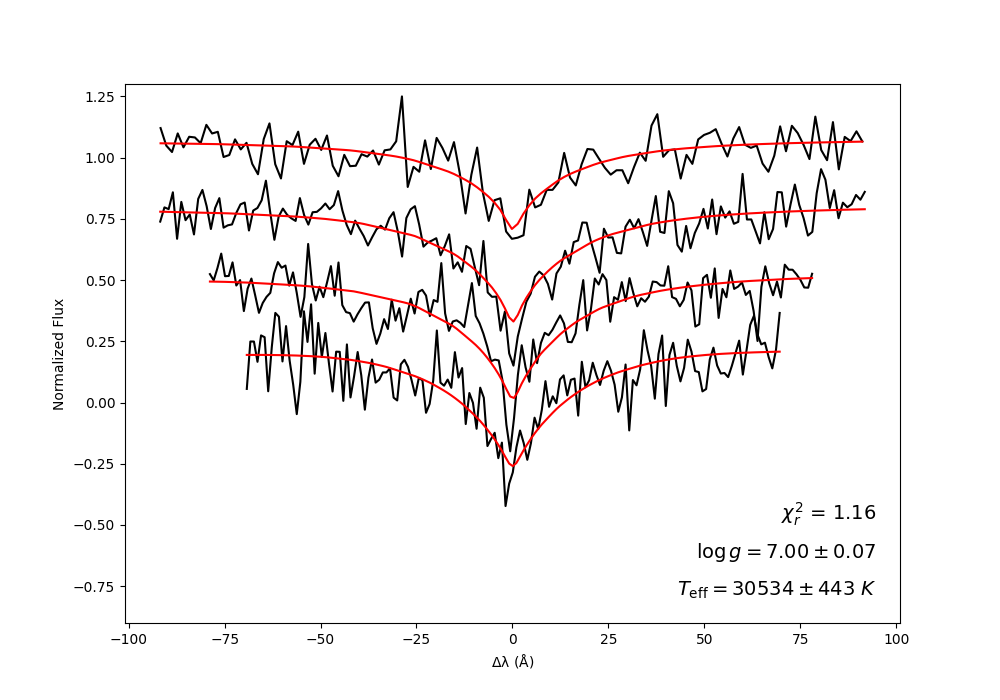 1.25
1.00
0.75
0.50
0.25
0.00
−0.25
−0.50
−0.75
Normalized Flux
χ²ᵣ = 1.16
log g = 7.00 ± 0.07
T_eff = 30534 ± 443 K
−100 −75 −50 −25 0 25 50 75 100
Δλ (Å)